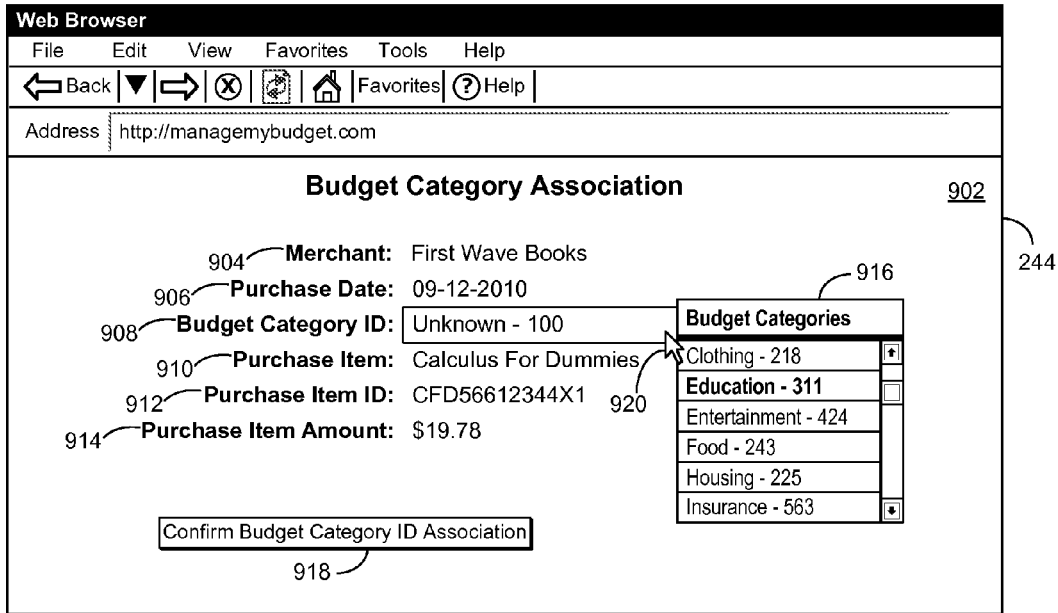 Web Browser
File Edit View Favorites Tools Help
Back Favorites ? Help
Address http://managemybudget.com
Budget Category Association
902
244
904 Merchant: First Wave Books
906 Purchase Date: 09-12-2010
916
908 Budget Category ID: Unknown - 100
910 Purchase Item: Calculus For Dummies
912 Purchase Item ID: CFD56612344X1
920
914 Purchase Item Amount: $19.78
Budget Categories
Clothing - 218
Education - 311
Entertainment - 424
Food - 243
Housing - 225
Insurance - 563
Confirm Budget Category ID Association
918